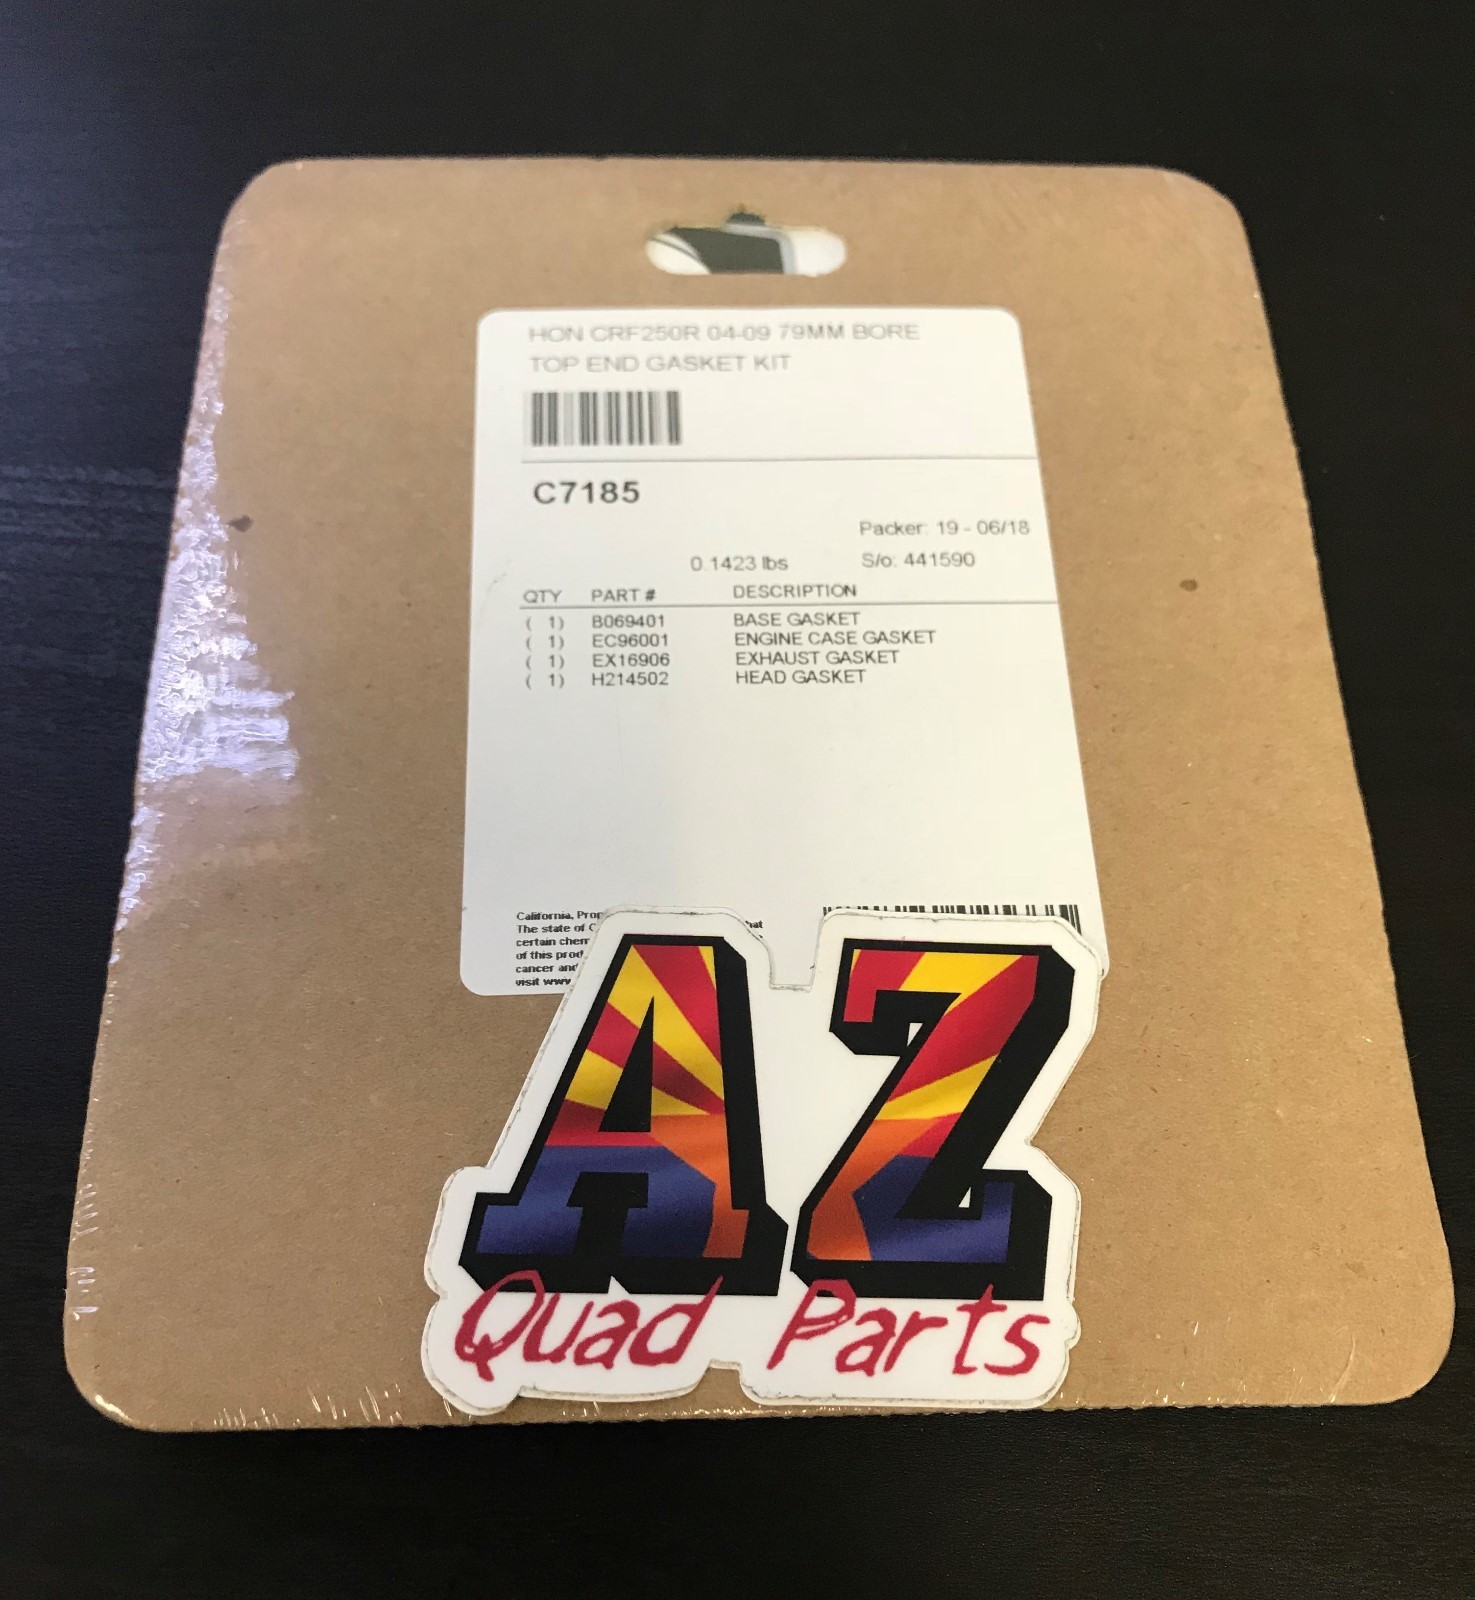 HON CRF250R 04-09 79MM BORE
TOP END GASKET KIT
C7185
Packer: 19 - 06/18
0.1423 lbs S/o: 441590
QTY PART # DESCRIPTION
( 1) B069401 BASE GASKET
( 1) EC96001 ENGINE CASE GASKET
( 1) EX16906 EXHAUST GASKET
( 1) H214502 HEAD GASKET
California, Prop
The state of C hat
certain chem
of this prod
cancer and
visit www
AZ
Quad Parts